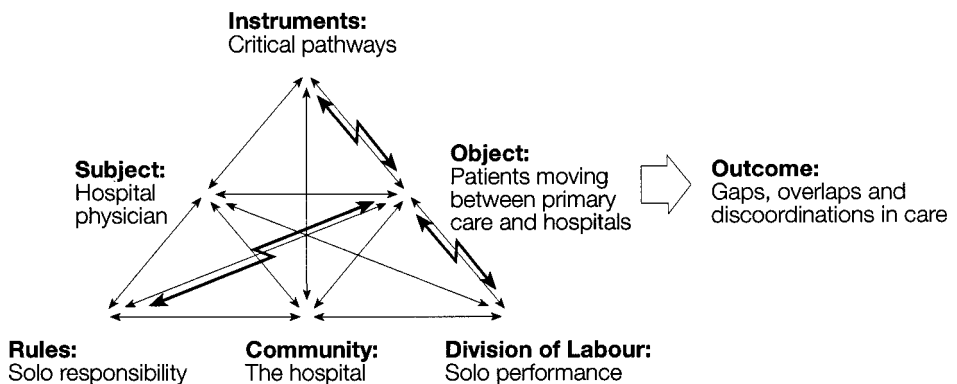 Instruments:
Critical pathways
Subject:
Hospital
physician
Object:
Patients moving
between primary
care and hospitals
Outcome:
Gaps, overlaps and
discoordinations in care
Rules:
Solo responsibility
Community:
The hospital
Division of Labour:
Solo performance